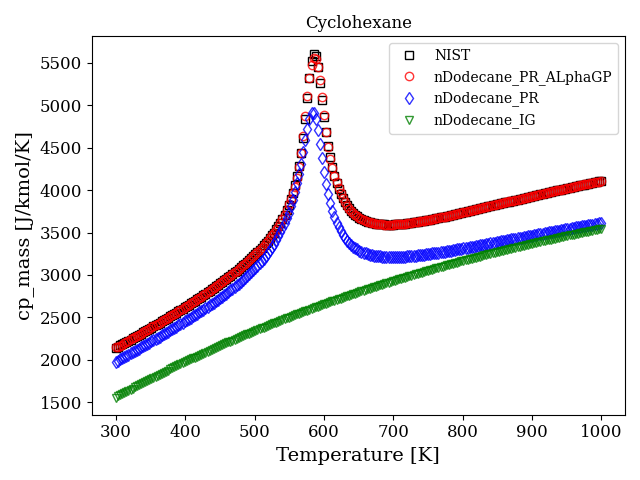 Cyclohexane
cp_mass [J/kmol/K]
5500
5000
4500
4000
3500
3000
2500
2000
1500
NIST
nDodecane_PR_ALphaGP
nDodecane_PR
nDodecane_IG
300 400 500 600 700 800 900 1000
Temperature [K]